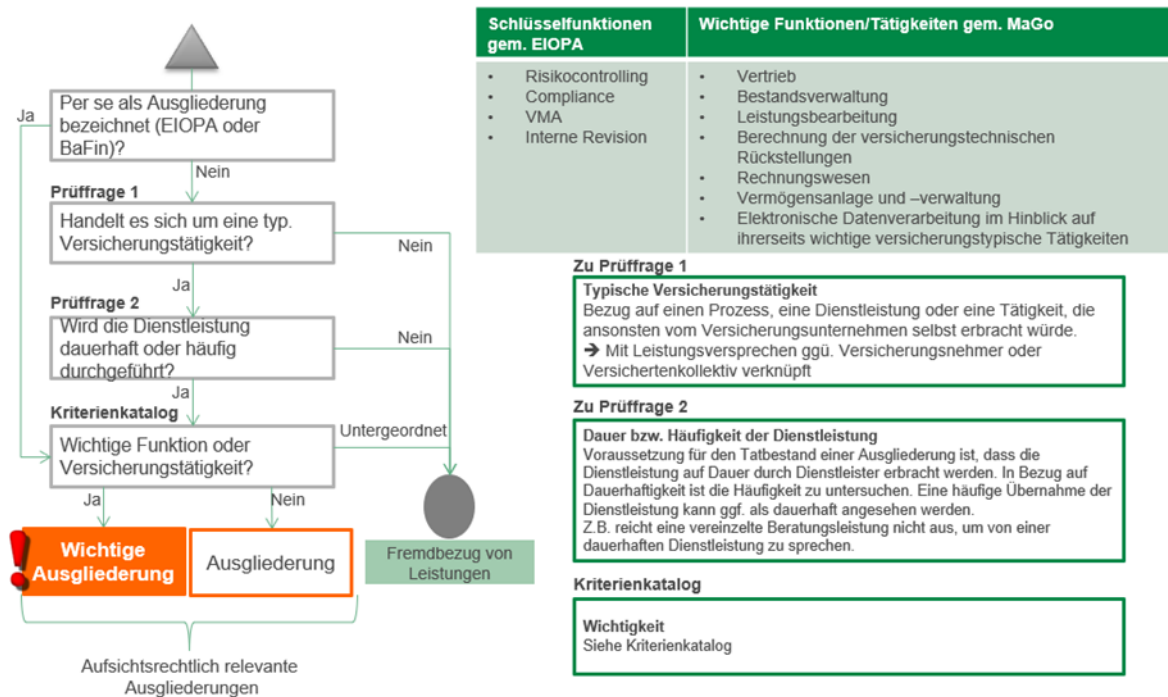 Per se als Ausgliederung
bezeichnet (EIOPA oder
BaFin)?
Ja
Nein
Prüffrage 1
Handelt es sich um eine typ.
Versicherungstätigkeit?
Nein
Ja
Prüffrage 2
Wird die Dienstleistung
dauerhaft oder häufig
durchgeführt?
Nein
Ja
Kriterienkatalog
Wichtige Funktion oder
Versicherungstätigkeit?
Untergeordnet
Ja
Nein
Wichtige
Ausgliederung
Ausgliederung
Fremdbezug von
Leistungen
Aufsichtsrechtlich relevante
Ausgliederungen
Schlüsselfunktionen
gem. EIOPA
• Risikocontrolling
• Compliance
• VMA
• Interne Revision
Wichtige Funktionen/Tätigkeiten gem. MaGo
• Vertrieb
• Bestandsverwaltung
• Leistungsbearbeitung
• Berechnung der versicherungstechnischen
Rückstellungen
• Rechnungswesen
• Vermögensanlage und –verwaltung
• Elektronische Datenverarbeitung im Hinblick auf
ihrerseits wichtige versicherungstypische Tätigkeiten
Zu Prüffrage 1
Typische Versicherungstätigkeit
Bezug auf einen Prozess, eine Dienstleistung oder eine Tätigkeit, die
ansonsten vom Versicherungsunternehmen selbst erbracht würde.
➔ Mit Leistungsversprechen ggü. Versicherungsnehmer oder
Versichertenkollektiv verknüpft
Zu Prüffrage 2
Dauer bzw. Häufigkeit der Dienstleistung
Voraussetzung für den Tatbestand einer Ausgliederung ist, dass die
Dienstleistung auf Dauer durch Dienstleister erbracht werden. In Bezug auf
Dauerhaftigkeit ist die Häufigkeit zu untersuchen. Eine häufige Übernahme der
Dienstleistung kann ggf. als dauerhaft angesehen werden.
Z.B. reicht eine vereinzelte Beratungsleistung nicht aus, um von einer
dauerhaften Dienstleistung zu sprechen.
Kriterienkatalog
Wichtigkeit
Siehe Kriterienkatalog